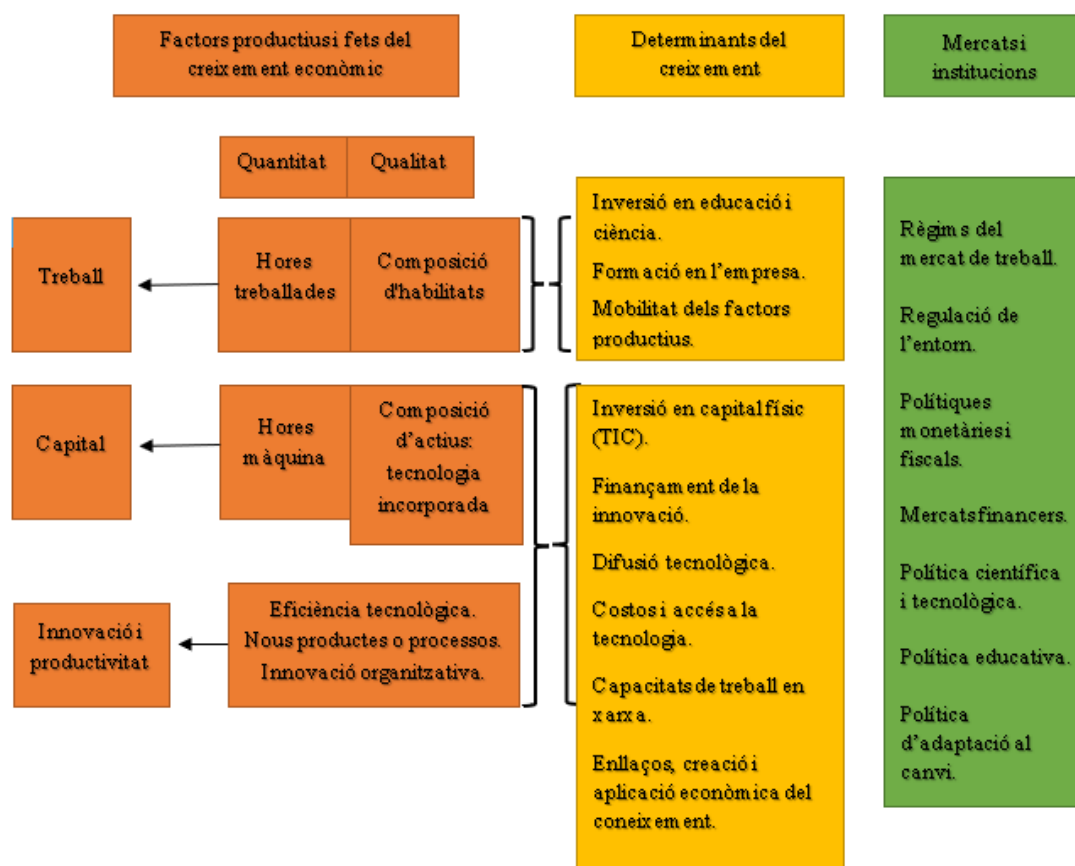 Factors productius i fets del
creixement econòmic
Determinants del
creixement
Mercats i
institucions
Quantitat
Qualitat
Treball
Hores
treballades
Composició
d'habilitats
Inversió en educació i
ciència.
Formació en l’empresa.
Mobilitat dels factors
productius.
Capital
Hores
màquina
Composició
d’actius:
tecnologia
incorporada
Innovació i
productivitat
Eficiència tecnològica.
Nous productes o processos.
Innovació organitzativa.
Inversió en capital físic
(TIC).
Finançament de la
innovació.
Difusió tecnològica.
Costos i accés a la
tecnologia.
Capacitats de treball en
xarxa.
Enllaços, creació i
aplicació econòmica del
coneixement.
Règims del
mercat de treball.
Regulació de
l’entorn.
Polítiques
monetàries i
fiscals.
Mercats financers.
Política científica
i tecnològica.
Política educativa.
Política
d’adaptació al
canvi.